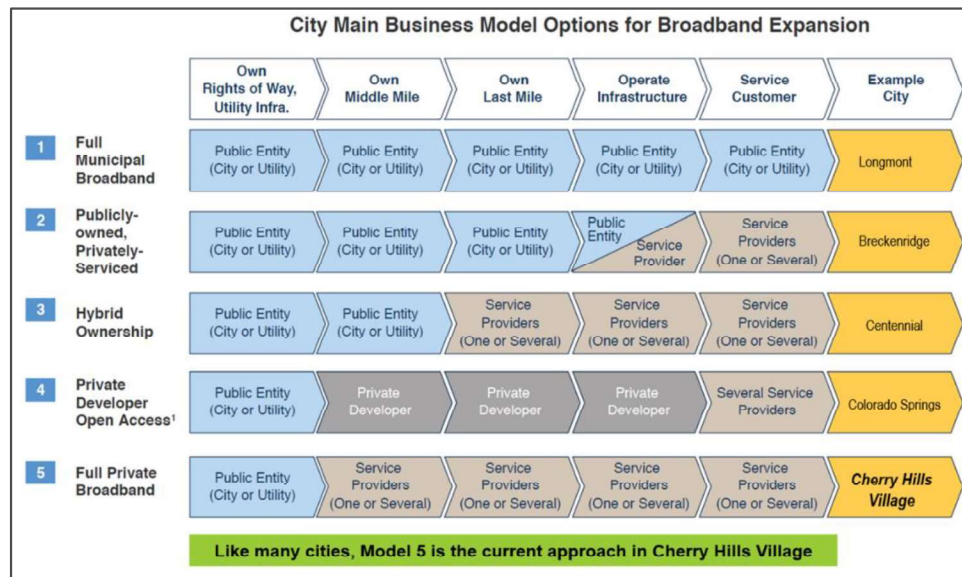 City Main Business Model Options for Broadband Expansion
Own
Rights of Way,
Utility Infra.
Own
Middle Mile
Own
Last Mile
Operate
Infrastructure
Service
Customer
Example
City
1
Full
Municipal
Broadband
Public Entity
(City or Utility)
Public Entity
(City or Utility)
Public Entity
(City or Utility)
Public Entity
(City or Utility)
Public Entity
(City or Utility)
Longmont
2
Publicly-
owned,
Privately-
Serviced
Public Entity
(City or Utility)
Public Entity
(City or Utility)
Public Entity
(City or Utility)
Public
Entity
Service
Provider
Service
Providers
(One or Several)
Breckenridge
3
Hybrid
Ownership
Public Entity
(City or Utility)
Public Entity
(City or Utility)
Service
Providers
(One or Several)
Service
Providers
(One or Several)
Service
Providers
(One or Several)
Centennial
4
Private
Developer
Open Access¹
Public Entity
(City or Utility)
Private
Developer
Private
Developer
Private
Developer
Several Service
Providers
Colorado Springs
5
Full Private
Broadband
Public Entity
(City or Utility)
Service
Providers
(One or Several)
Service
Providers
(One or Several)
Service
Providers
(One or Several)
Service
Providers
(One or Several)
Cherry Hills
Village
Like many cities, Model 5 is the current approach in Cherry Hills Village